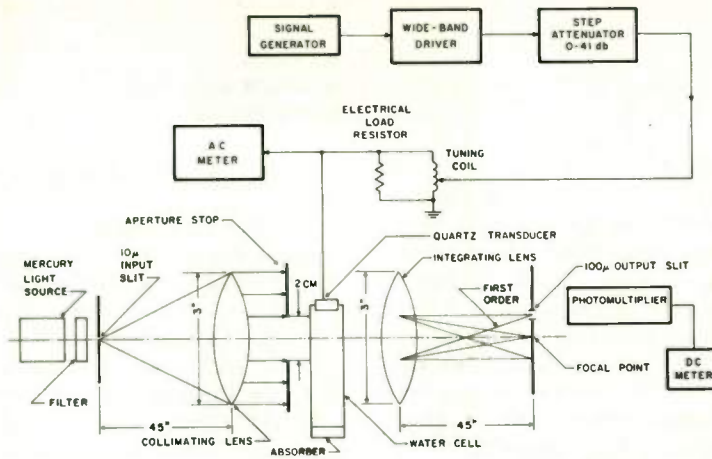 SIGNAL
GENERATOR
WIDE-BAND
DRIVER
STEP
ATTENUATOR
0-41 db
ELECTRICAL
LOAD
RESISTOR
AC
METER
TUNING
COIL
APERTURE STOP
QUARTZ TRANSDUCER
MERCURY
LIGHT
SOURCE
10μ
INPUT
SLIT
2 CM
INTEGRATING LENS
100μ OUTPUT SLIT
FIRST
ORDER
PHOTOMULTIPLIER
3"
3"
FOCAL POINT
DC
METER
FILTER
45"
45"
COLLIMATING LENS
WATER CELL
ABSORBER